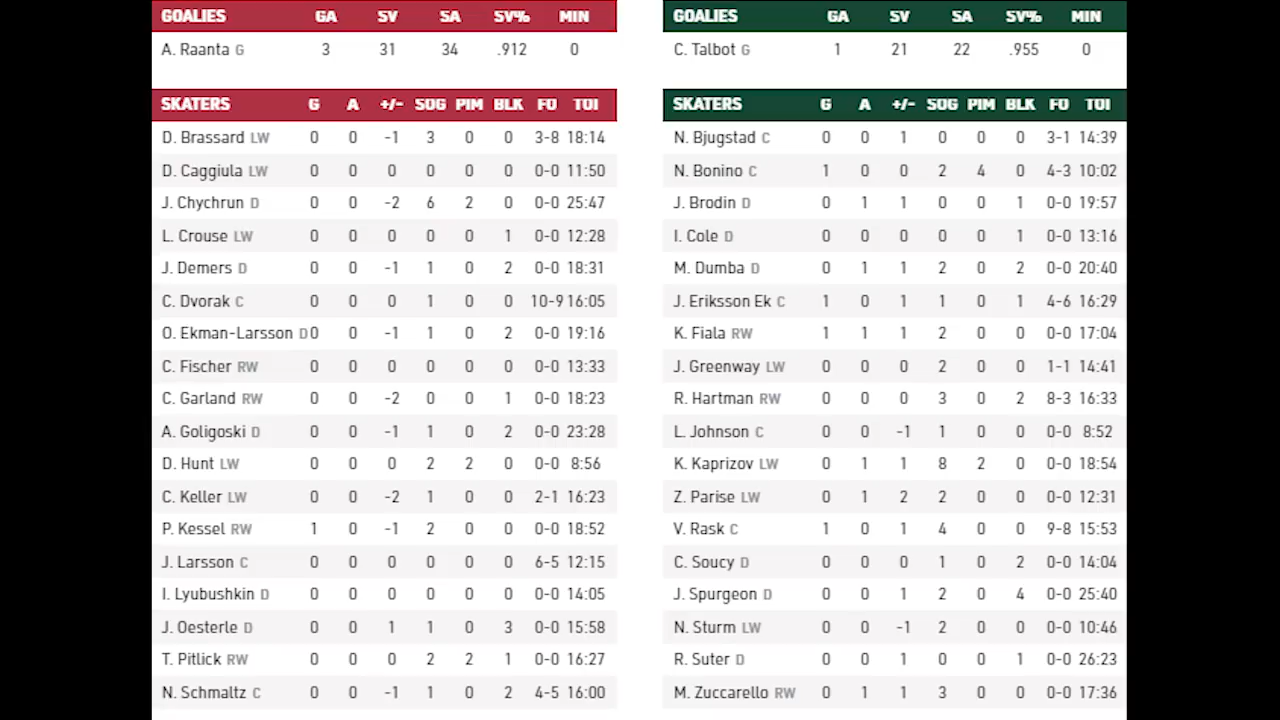 GOALIES GA SV SA SV% MIN
A. Raanta G 3 31 34 .912 0
SKATERS G A +/- SOG PIM BLK FO TOI
D. Brassard LW 0 0 -1 3 0 0 3-8 18:14
D. Caggiula LW 0 0 0 0 0 0 0-0 11:50
J. Chychrun D 0 0 -2 6 2 0 0-0 25:47
L. Crouse LW 0 0 0 0 0 1 0-0 12:28
J. Demers D 0 0 -1 1 0 2 0-0 18:31
C. Dvorak C 0 0 0 1 0 0 10-9 16:05
O. Ekman-Larsson D 0 0 -1 1 0 2 0-0 19:16
C. Fischer RW 0 0 0 0 0 0 0-0 13:33
C. Garland RW 0 0 -2 0 0 1 0-0 18:23
A. Goligoski D 0 0 -1 1 0 2 0-0 23:28
D. Hunt LW 0 0 0 2 2 0 0-0 8:56
C. Keller LW 0 0 -2 1 0 0 2-1 16:23
P. Kessel RW 1 0 -1 2 0 0 0-0 18:52
J. Larsson C 0 0 0 0 0 0 6-5 12:15
I. Lyubushkin D 0 0 0 0 0 0 0-0 14:05
J. Oesterle D 0 0 1 1 0 3 0-0 15:58
T. Pitlick RW 0 0 0 2 2 1 0-0 16:27
N. Schmaltz C 0 0 -1 1 0 2 4-5 16:00
GOALIES GA SV SA SV% MIN
C. Talbot G 1 21 22 .955 0
SKATERS G A +/- SOG PIM BLK FO TOI
N. Bjugstad C 0 0 1 0 0 0 3-1 14:39
N. Bonino C 1 0 0 2 4 0 4-3 10:02
J. Brodin D 0 1 1 0 0 1 0-0 19:57
I. Cole D 0 0 0 0 0 1 0-0 13:16
M. Dumba D 0 1 1 2 0 2 0-0 20:40
J. Eriksson Ek C 1 0 1 1 0 1 4-6 16:29
K. Fiala RW 1 1 1 2 0 0 0-0 17:04
J. Greenway LW 0 0 0 2 0 0 1-1 14:41
R. Hartman RW 0 0 0 3 0 2 8-3 16:33
L. Johnson C 0 0 -1 1 0 0 0-0 8:52
K. Kaprizov LW 0 1 1 8 2 0 0-0 18:54
Z. Parise LW 0 1 2 2 0 0 0-0 12:31
V. Rask C 1 0 1 4 0 0 9-8 15:53
C. Soucy D 0 0 0 1 0 2 0-0 14:04
J. Spurgeon D 0 0 1 2 0 4 0-0 25:40
N. Sturm LW 0 0 -1 2 0 0 0-0 10:46
R. Suter D 0 0 1 0 0 1 0-0 26:23
M. Zuccarello RW 0 1 1 3 0 0 0-0 17:36